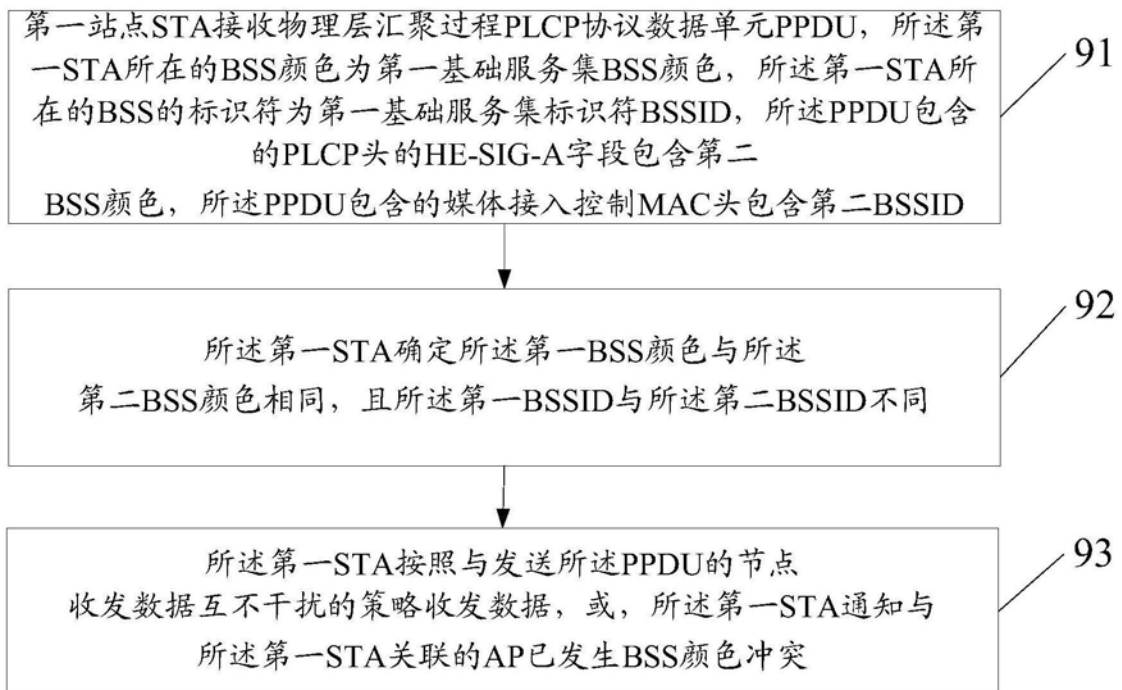 第一站点STA接收物理层汇聚过程PLCP协议数据单元PPDU，所述第
一STA所在的BSS颜色为第一基础服务集BSS颜色，所述第一STA所
在的BSS的标识符为第一基础服务集标识符BSSID，所述PPDU包含
的PLCP头的HE-SIG-A字段包含第二
BSS颜色，所述PPDU包含的媒体接入控制MAC头包含第二BSSID
91
所述第一STA确定所述第一BSS颜色与所述
第二BSS颜色相同，且所述第一BSSID与所述第二BSSID不同
92
所述第一STA按照与发送所述PPDU的节点
收发数据互不干扰的策略收发数据，或，所述第一STA通知与
所述第一STA关联的AP已发生BSS颜色冲突
93